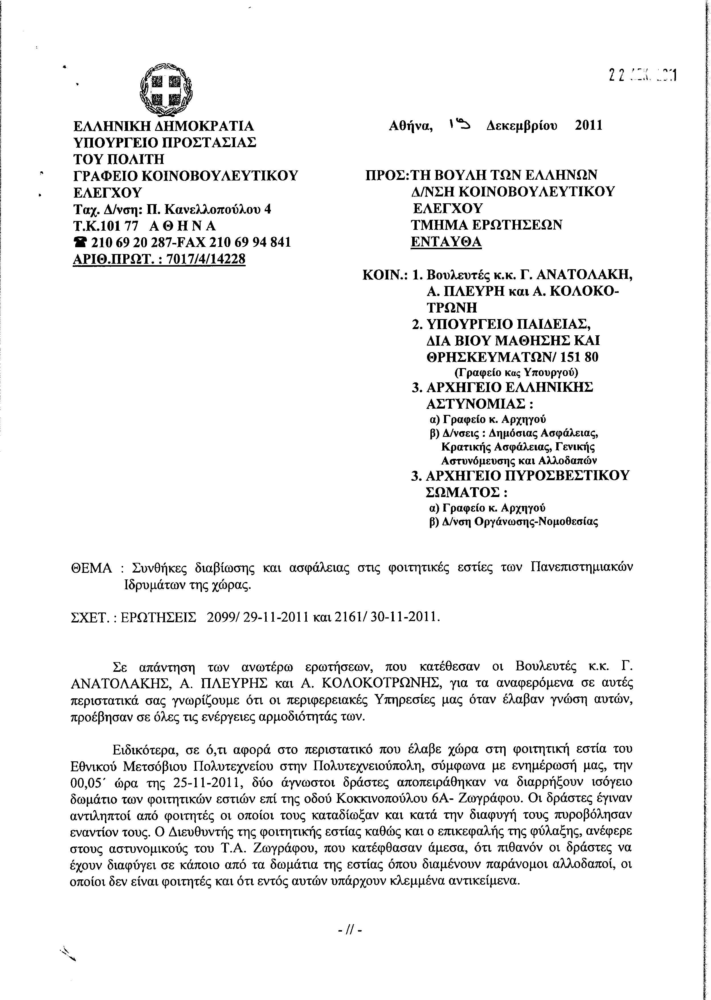 22
ΕΛΛΗΝΙΚΗ ΔΗΜΟΚΡΑΤΙΑ
ΥΠΟΥΡΓΕΙΟ ΠΡΟΣΤΑΣΙΑΣ
ΤΟΥ ΠΟΛΙΤΗ
ΓΡΑΦΕΙΟ ΚΟΙΝΟΒΟΥΛΕΥΤΙΚΟΥ
ΕΛΕΓΧΟΥ
Ταχ. Δ/νση: Π. Κανελλοπούλου 4
Τ.Κ.101 77 Α Θ Η Ν Α
☎ 210 69 20 287-FAX 210 69 94 841
ΑΡΙΘ.ΠΡΩΤ. : 7017/4/14228
Αθήνα, 19 Δεκεμβρίου 2011
ΠΡΟΣ:ΤΗ ΒΟΥΛΗ ΤΩΝ ΕΛΛΗΝΩΝ
Δ/ΝΣΗ ΚΟΙΝΟΒΟΥΛΕΥΤΙΚΟΥ
ΕΛΕΓΧΟΥ
ΤΜΗΜΑ ΕΡΩΤΗΣΕΩΝ
ΕΝΤΑΥΘΑ
ΚΟΙΝ.: 1. Βουλευτές κ.κ. Γ. ΑΝΑΤΟΛΑΚΗ,
Α. ΠΛΕΥΡΗ και Α. ΚΟΛΟΚΟ-
ΤΡΩΝΗ
2. ΥΠΟΥΡΓΕΙΟ ΠΑΙΔΕΙΑΣ,
ΔΙΑ ΒΙΟΥ ΜΑΘΗΣΗΣ ΚΑΙ
ΘΡΗΣΚΕΥΜΑΤΩΝ/ 151 80
(Γραφείο κας Υπουργού)
3. ΑΡΧΗΓΕΙΟ ΕΛΛΗΝΙΚΗΣ
ΑΣΤΥΝΟΜΙΑΣ :
α) Γραφείο κ. Αρχηγού
β) Δ/νσεις : Δημόσιας Ασφάλειας,
Κρατικής Ασφάλειας, Γενικής
Αστυνόμευσης και Αλλοδαπών
3. ΑΡΧΗΓΕΙΟ ΠΥΡΟΣΒΕΣΤΙΚΟΥ
ΣΩΜΑΤΟΣ :
α) Γραφείο κ. Αρχηγού
β) Δ/νση Οργάνωσης-Νομοθεσίας
ΘΕΜΑ : Συνθήκες διαβίωσης και ασφάλειας στις φοιτητικές εστίες των Πανεπιστημιακών
Ιδρυμάτων της χώρας.
ΣΧΕΤ. : ΕΡΩΤΗΣΕΙΣ 2099/ 29-11-2011 και 2161/ 30-11-2011.
Σε απάντηση των ανωτέρω ερωτήσεων, που κατέθεσαν οι Βουλευτές κ.κ. Γ.
ΑΝΑΤΟΛΑΚΗΣ, Α. ΠΛΕΥΡΗΣ και Α. ΚΟΛΟΚΟΤΡΩΝΗΣ, για τα αναφερόμενα σε αυτές
περιστατικά σας γνωρίζουμε ότι οι περιφερειακές Υπηρεσίες μας όταν έλαβαν γνώση αυτών,
προέβησαν σε όλες τις ενέργειες αρμοδιότητάς των.
Ειδικότερα, σε ό,τι αφορά στο περιστατικό που έλαβε χώρα στη φοιτητική εστία του
Εθνικού Μετσόβιου Πολυτεχνείου στην Πολυτεχνειούπολη, σύμφωνα με ενημέρωσή μας, την
00,05΄ ώρα της 25-11-2011, δύο άγνωστοι δράστες αποπειράθηκαν να διαρρήξουν ισόγειο
δωμάτιο των φοιτητικών εστιών επί της οδού Κοκκινοπούλου 6Α- Ζωγράφου. Οι δράστες έγιναν
αντιληπτοί από φοιτητές οι οποίοι τους καταδίωξαν και κατά την διαφυγή τους πυροβόλησαν
εναντίον τους. Ο Διευθυντής της φοιτητικής εστίας καθώς και ο επικεφαλής της φύλαξης, ανέφερε
στους αστυνομικούς του Τ.Α. Ζωγράφου, που κατέφθασαν άμεσα, ότι πιθανόν οι δράστες να
έχουν διαφύγει σε κάποιο από τα δωμάτια της εστίας όπου διαμένουν παράνομοι αλλοδαποί, οι
οποίοι δεν είναι φοιτητές και ότι εντός αυτών υπάρχουν κλεμμένα αντικείμενα.
- // -